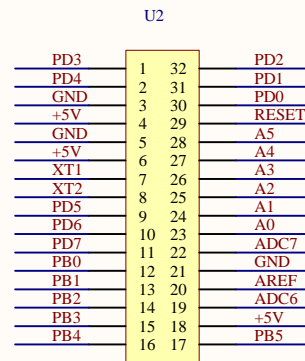 U2
PD3 1 32 PD2
PD4 2 31 PD1
GND 3 30 PD0
+5V 4 29 RESET
GND 5 28 A5
+5V 6 27 A4
XT1 7 26 A3
XT2 8 25 A2
PD5 9 24 A1
PD6 10 23 A0
PD7 11 22 ADC7
PB0 12 21 GND
PB1 13 20 AREF
PB2 14 19 ADC6
PB3 15 18 +5V
PB4 16 17 PB5